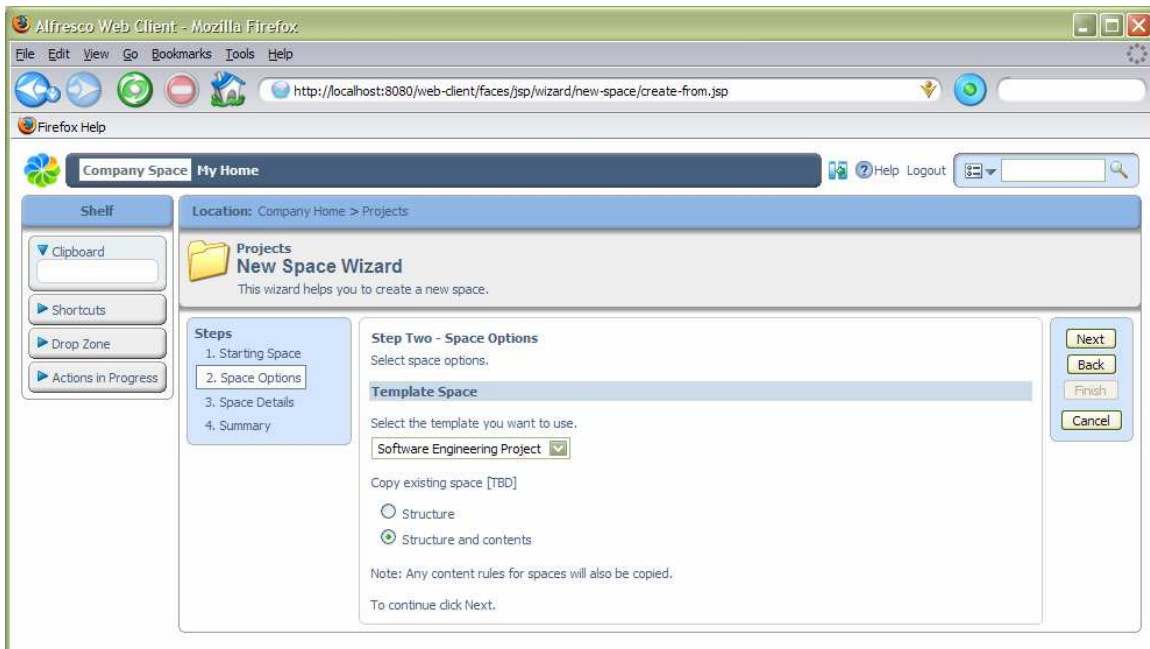 Alfresco Web Client - Mozilla Firefox
File Edit View Go Bookmarks Tools Help
http://localhost:8080/web-client/faces/jsp/wizard/new-space/create-from.jsp
Firefox Help
Company Space My Home
Help Logout
Shelf
Location: Company Home > Projects
Clipboard
Shortcuts
Drop Zone
Actions in Progress
Projects
New Space Wizard
This wizard helps you to create a new space.
Steps
1. Starting Space
2. Space Options
3. Space Details
4. Summary
Step Two - Space Options
Select space options.
Template Space
Select the template you want to use.
Software Engineering Project
Copy existing space [TBD]
Structure
Structure and contents
Note: Any content rules for spaces will also be copied.
To continue click Next.
Next
Back
Finish
Cancel